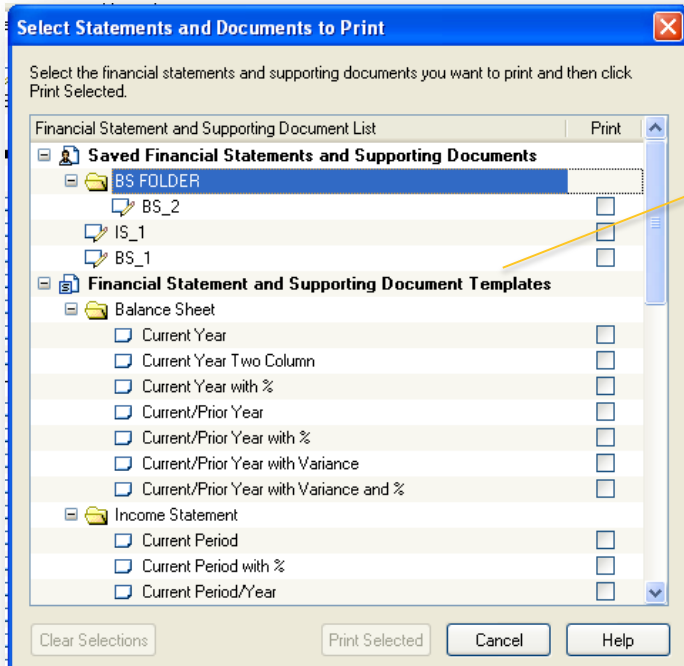 Select Statements and Documents to Print
Select the financial statements and supporting documents you want to print and then click
Print Selected.
Financial Statement and Supporting Document List Print
Saved Financial Statements and Supporting Documents
BS FOLDER
BS_2
IS_1
BS_1
Financial Statement and Supporting Document Templates
Balance Sheet
Current Year
Current Year Two Column
Current Year with %
Current/Prior Year
Current/Prior Year with %
Current/Prior Year with Variance
Current/Prior Year with Variance and %
Income Statement
Current Period
Current Period with %
Current Period/Year
Clear Selections Print Selected Cancel Help